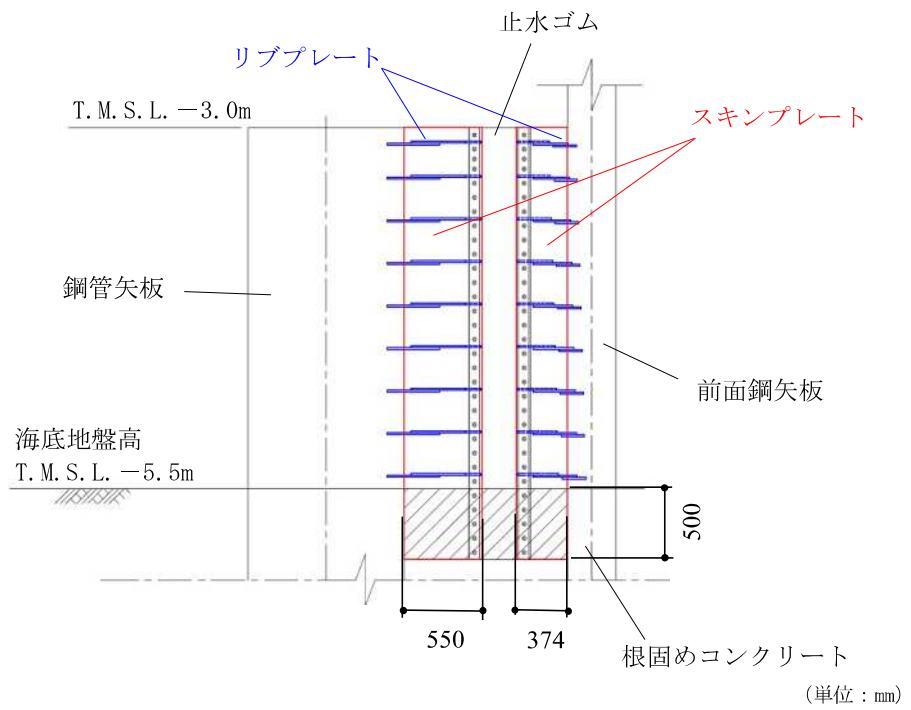 止水ゴム
リブプレート
T.M.S.L.－3.0m
スキンプレート
鋼管矢板
前面鋼矢板
海底地盤高
T.M.S.L.－5.5m
500
550
374
根固めコンクリート
(単位：mm)